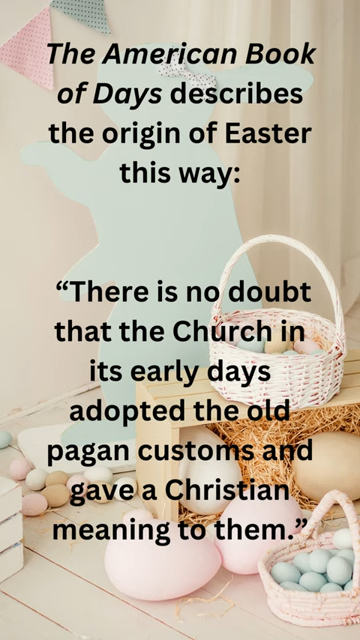 The American Book
of Days describes
the origin of Easter
this way:
“There is no doubt
that the Church in
its early days
adopted the old
pagan customs and
gave a Christian
meaning to them.”